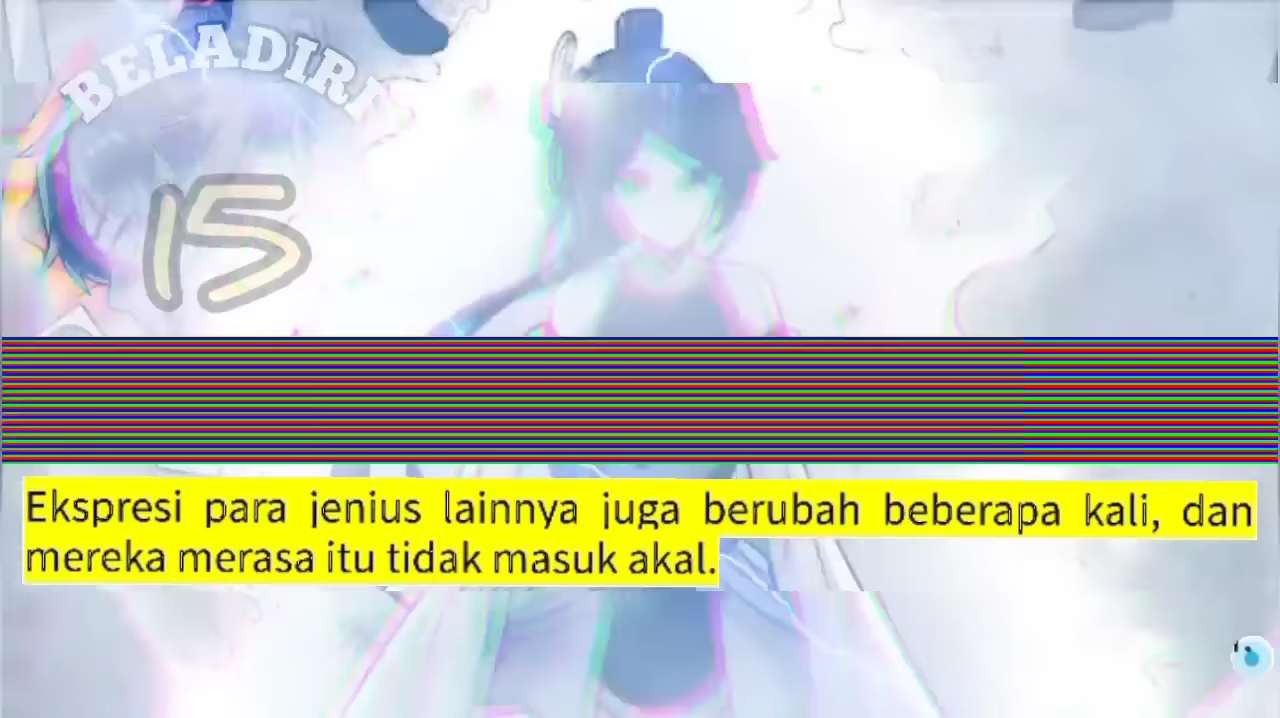 BELADIRI
15
Ekspresi para jenius lainnya juga berubah beberapa kali, dan
mereka merasa itu tidak masuk akal.